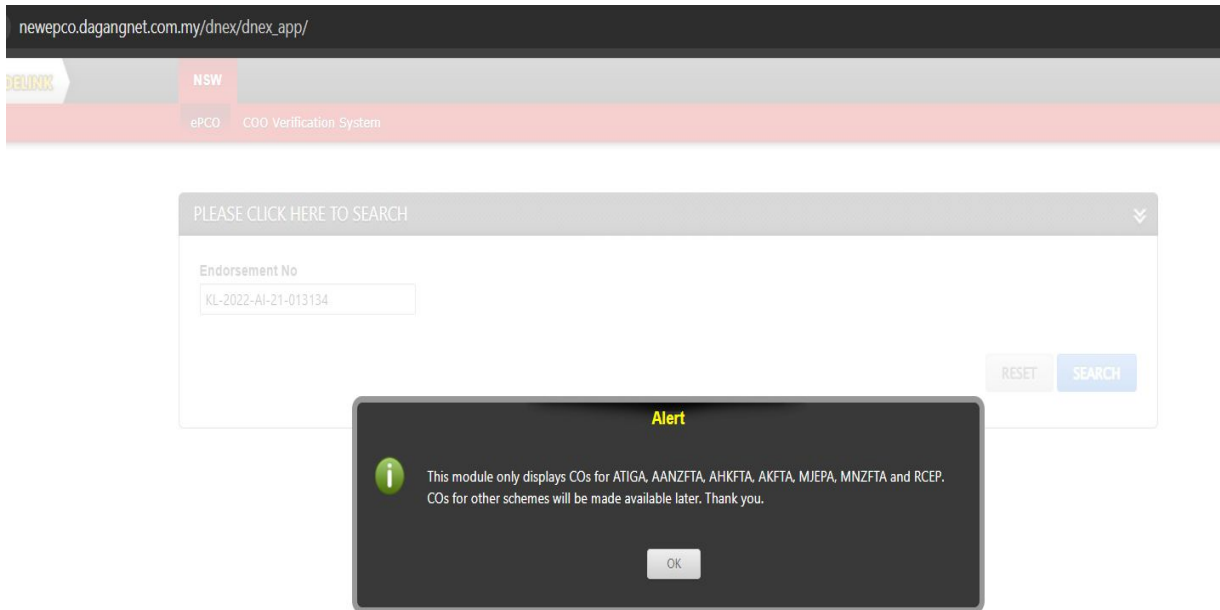 newepco.dagangnet.com.my/dnex/dnex_app/
DELINK
NSW
ePCO COO Verification System
PLEASE CLICK HERE TO SEARCH
Endorsement No
KL-2022-AI-21-013134
RESET SEARCH
Alert
This module only displays COs for ATIGA, AANZFTA, AHKFTA, AKFTA, MJEPA, MNZFTA and RCEP.
COs for other schemes will be made available later. Thank you.
OK